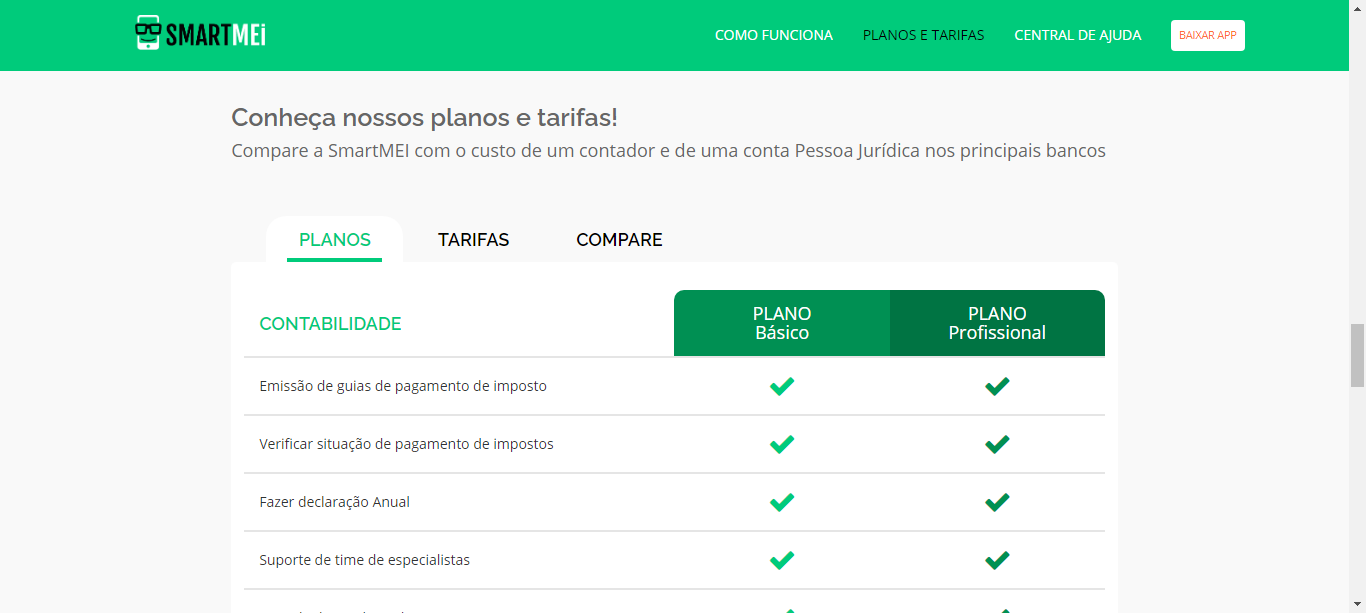 SMARTMEi
COMO FUNCIONA
PLANOS E TARIFAS
CENTRAL DE AJUDA
BAIXAR APP
Conheça nossos planos e tarifas!
Compare a SmartMEI com o custo de um contador e de uma conta Pessoa Jurídica nos principais bancos
PLANOS
TARIFAS
COMPARE
CONTABILIDADE
PLANO
Básico
PLANO
Profissional
Emissão de guias de pagamento de imposto
Verificar situação de pagamento de impostos
Fazer declaração Anual
Suporte de time de especialistas